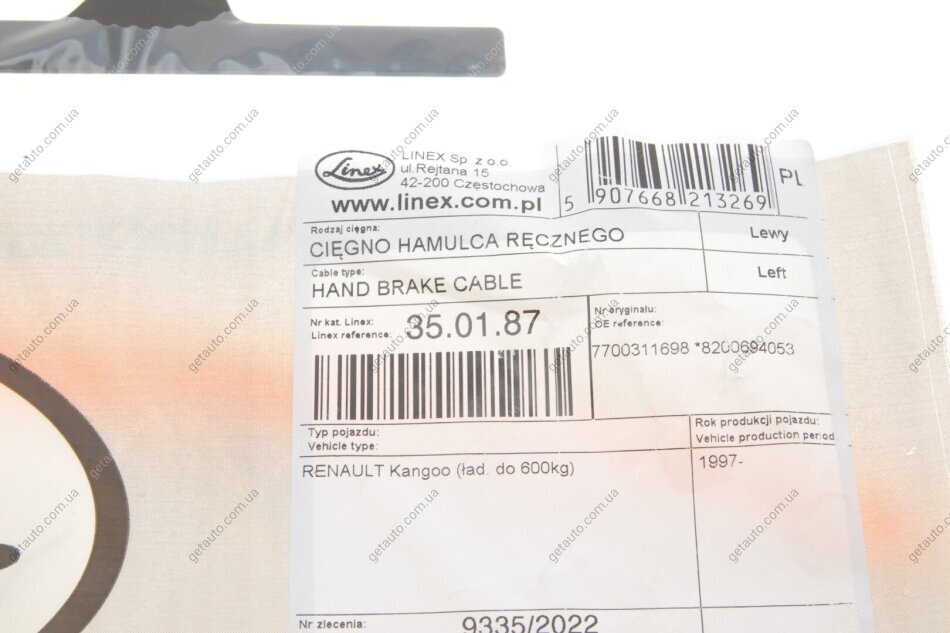 Linex
LINEX Sp. z o.o.
ul.Rejtana 15
42-200 Częstochowa
www.linex.com.pl
5 907668 213269
PL
Rodzaj cięgna:
CIĘGNO HAMULCA RĘCZNEGO
Lewy
Cable type:
HAND BRAKE CABLE
Left
Nr kat. Linex:
Linex reference:
35.01.87
Nr oryginału:
OE reference:
7700311698 *8200694053
Typ pojazdu:
Vehicle type:
Rok produkcji pojazdu:
Vehicle production period
RENAULT Kangoo (ład. do 600kg)
1997-
Nr zlecenia:
9335/2022
getauto.com.ua